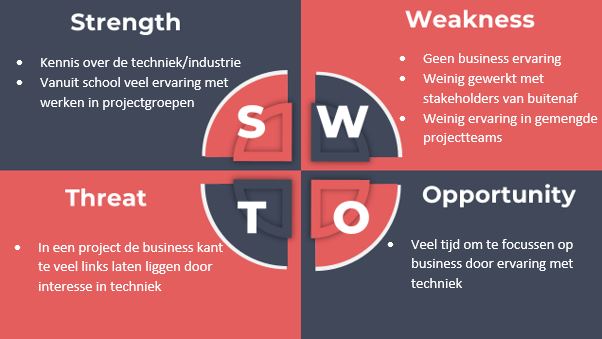 Strength
• Kennis over de techniek/industrie
• Vanuit school veel ervaring met
werken in projectgroepen
Weakness
• Geen business ervaring
• Weinig gewerkt met
stakeholders van buitenaf
• Weinig ervaring in gemengde
projectteams
S
W
T
O
Threat
• In een project de business kant
te veel links laten liggen door
interesse in techniek
Opportunity
• Veel tijd om te focussen op
business door ervaring met
techniek